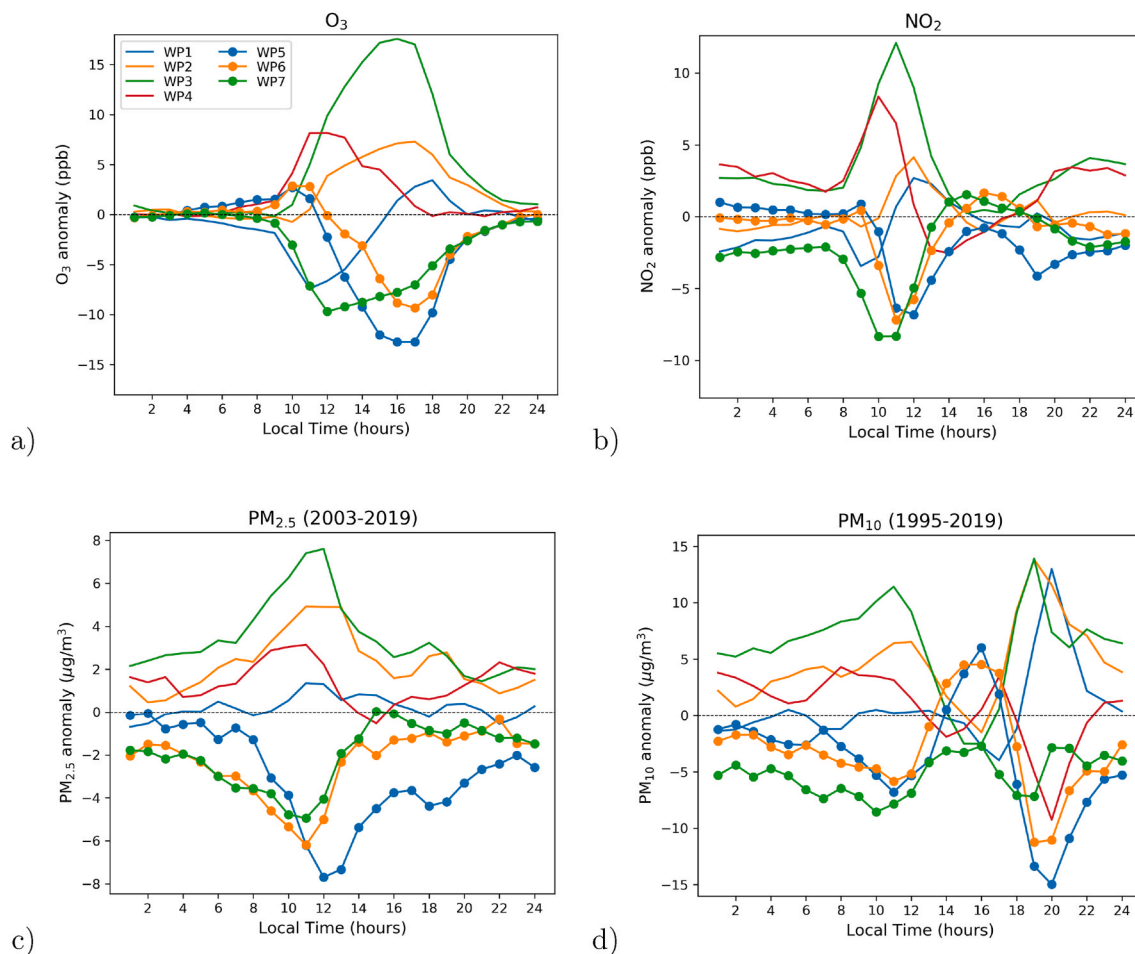 O₃
15
10
5
0
−5
−10
−15
O₃ anomaly (ppb)
WP1
WP2
WP3
WP4
WP5
WP6
WP7
2 4 6 8 10 12 14 16 18 20 22 24
Local Time (hours)
a)
NO₂
10
5
0
−5
−10
NO₂ anomaly (ppb)
2 4 6 8 10 12 14 16 18 20 22 24
Local Time (hours)
b)
PM₂.₅ (2003-2019)
8
6
4
2
0
−2
−4
−6
−8
PM₂.₅ anomaly (μg/m³)
2 4 6 8 10 12 14 16 18 20 22 24
Local Time (hours)
c)
PM₁₀ (1995-2019)
15
10
5
0
−5
−10
−15
PM₁₀ anomaly (μg/m³)
2 4 6 8 10 12 14 16 18 20 22 24
Local Time (hours)
d)